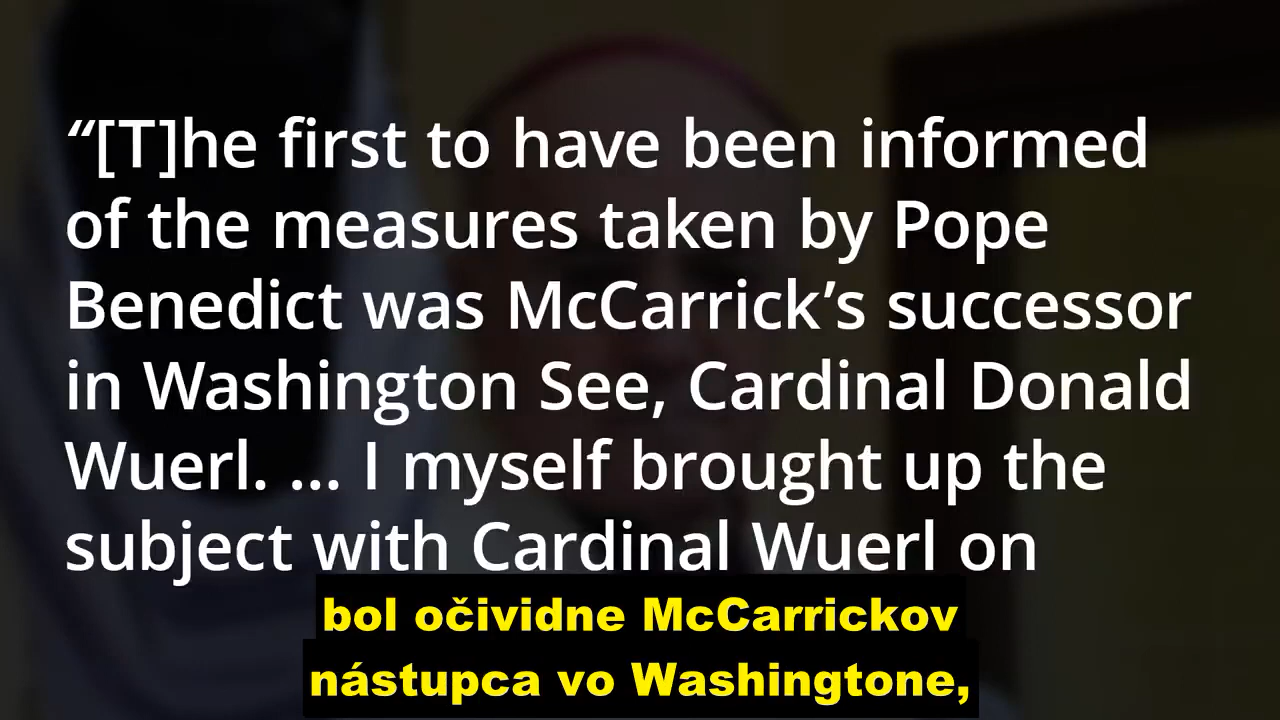 “[T]he first to have been informed
of the measures taken by Pope
Benedict was McCarrick’s successor
in Washington See, Cardinal Donald
Wuerl. ... I myself brought up the
subject with Cardinal Wuerl on
bol očividne McCarrickov
nástupca vo Washingtone,